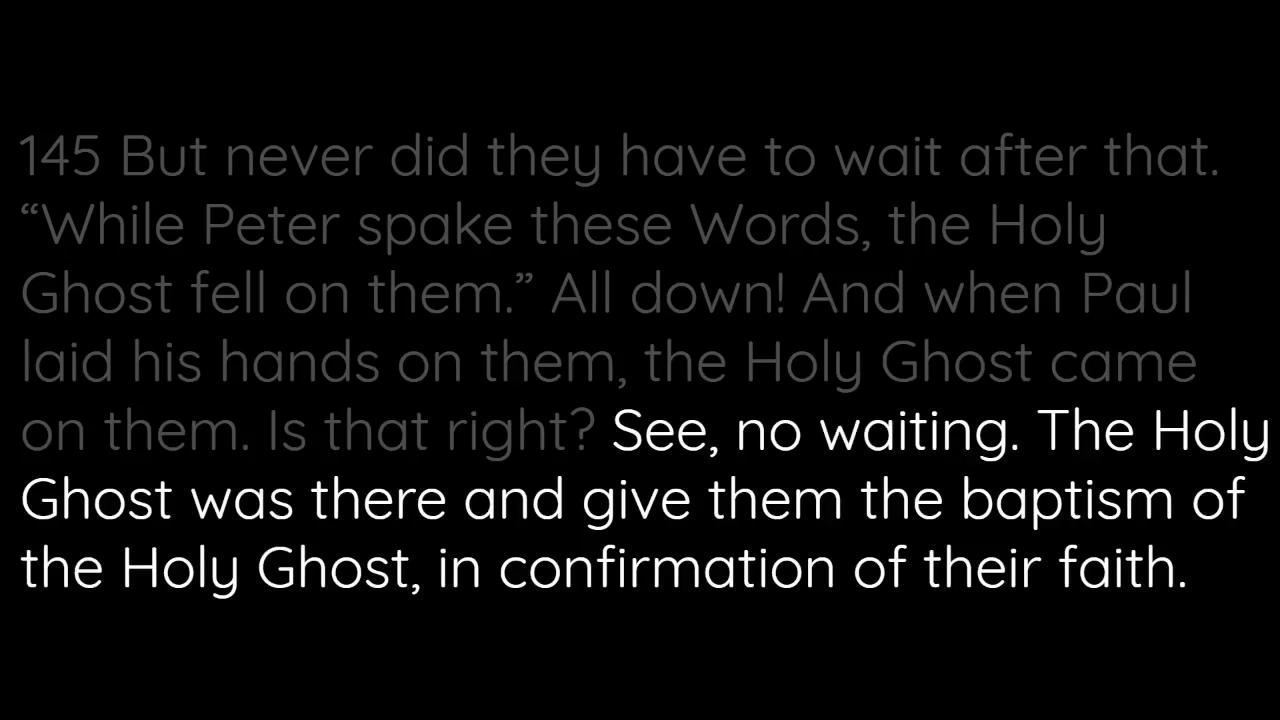 145 But never did they have to wait after that.
“While Peter spake these Words, the Holy
Ghost fell on them.” All down! And when Paul
laid his hands on them, the Holy Ghost came
on them. Is that right? See, no waiting. The Holy
Ghost was there and give them the baptism of
the Holy Ghost, in confirmation of their faith.